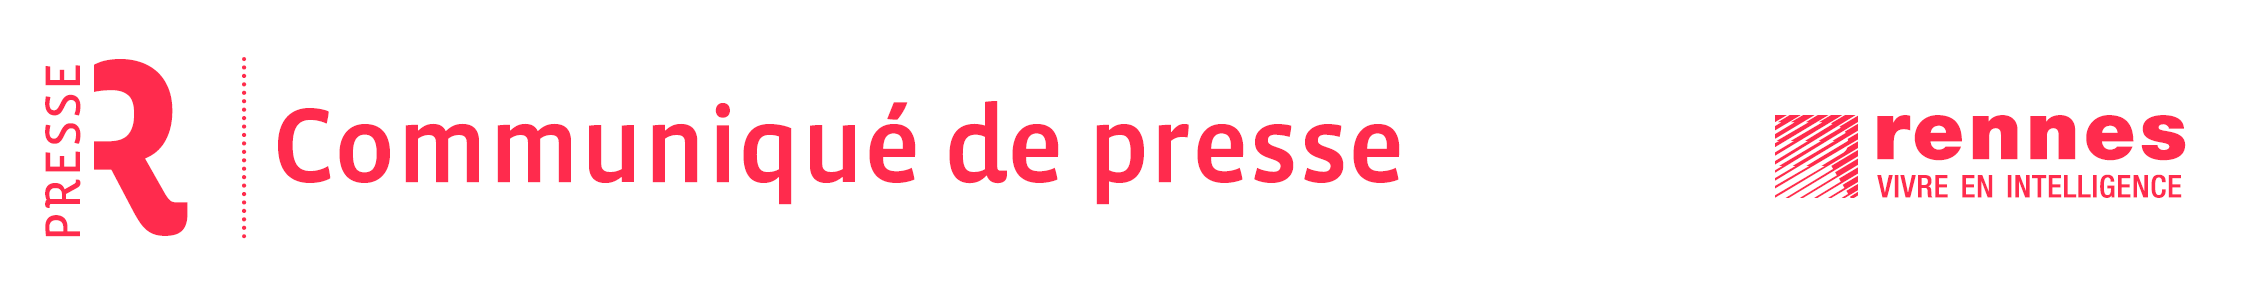 PRESSE
R
Communiqué de presse
rennes
VIVRE EN INTELLIGENCE